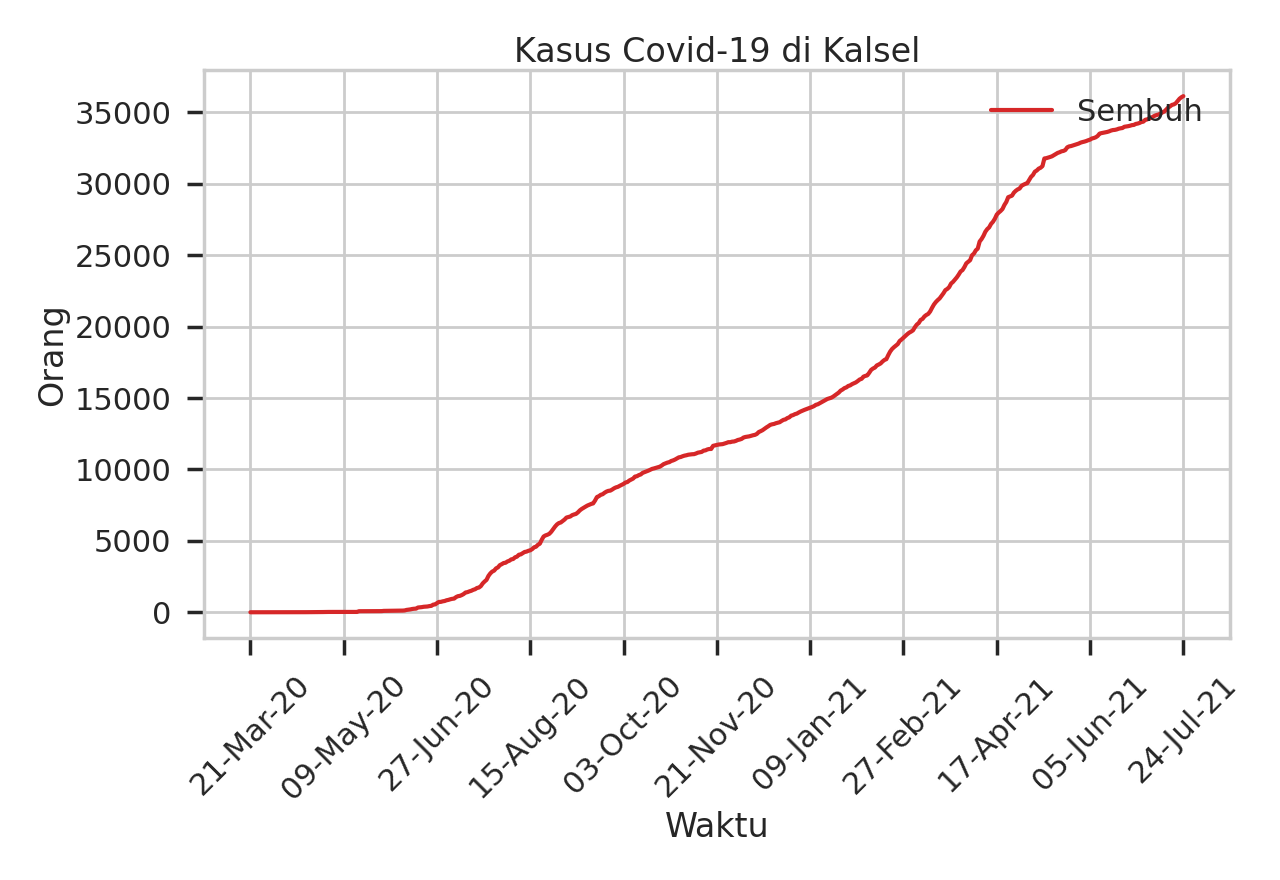 Kasus Covid-19 di Kalsel
Sembuh
Orang
35000
30000
25000
20000
15000
10000
5000
0
21-Mar-20
09-May-20
27-Jun-20
15-Aug-20
03-Oct-20
21-Nov-20
09-Jan-21
27-Feb-21
17-Apr-21
05-Jun-21
24-Jul-21
Waktu